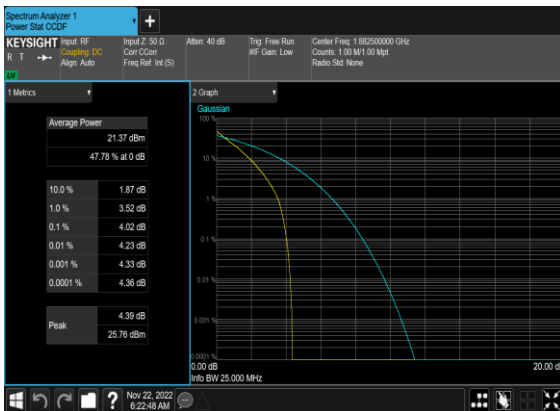 Spectrum Analyzer 1
Power Stat CCDF
KEYSIGHT
R T
LV
Input: RF
Coupling: DC
Align: Auto
Input Z: 50 Ω
Corr CCorr
Freq Ref: Int (S)
Atten: 40 dB
Trig: Free Run
#IF Gain: Low
Center Freq: 1.882500000 GHz
Counts: 1.00 M/1.00 Mpt
Radio Std: None
1 Metrics
Average Power
21.37 dBm
47.78 % at 0 dB
10.0 % 1.87 dB
1.0 % 3.52 dB
0.1 % 4.02 dB
0.01 % 4.23 dB
0.001 % 4.33 dB
0.0001 % 4.36 dB
Peak 4.39 dB
25.76 dBm
2 Graph
Gaussian
100 %
10 %
1 %
0.1 %
0.01 %
0.001 %
0.0001 %
0.00 dB
20.00 d
Info BW 25.000 MHz
Nov 22, 2022
6:22:48 AM